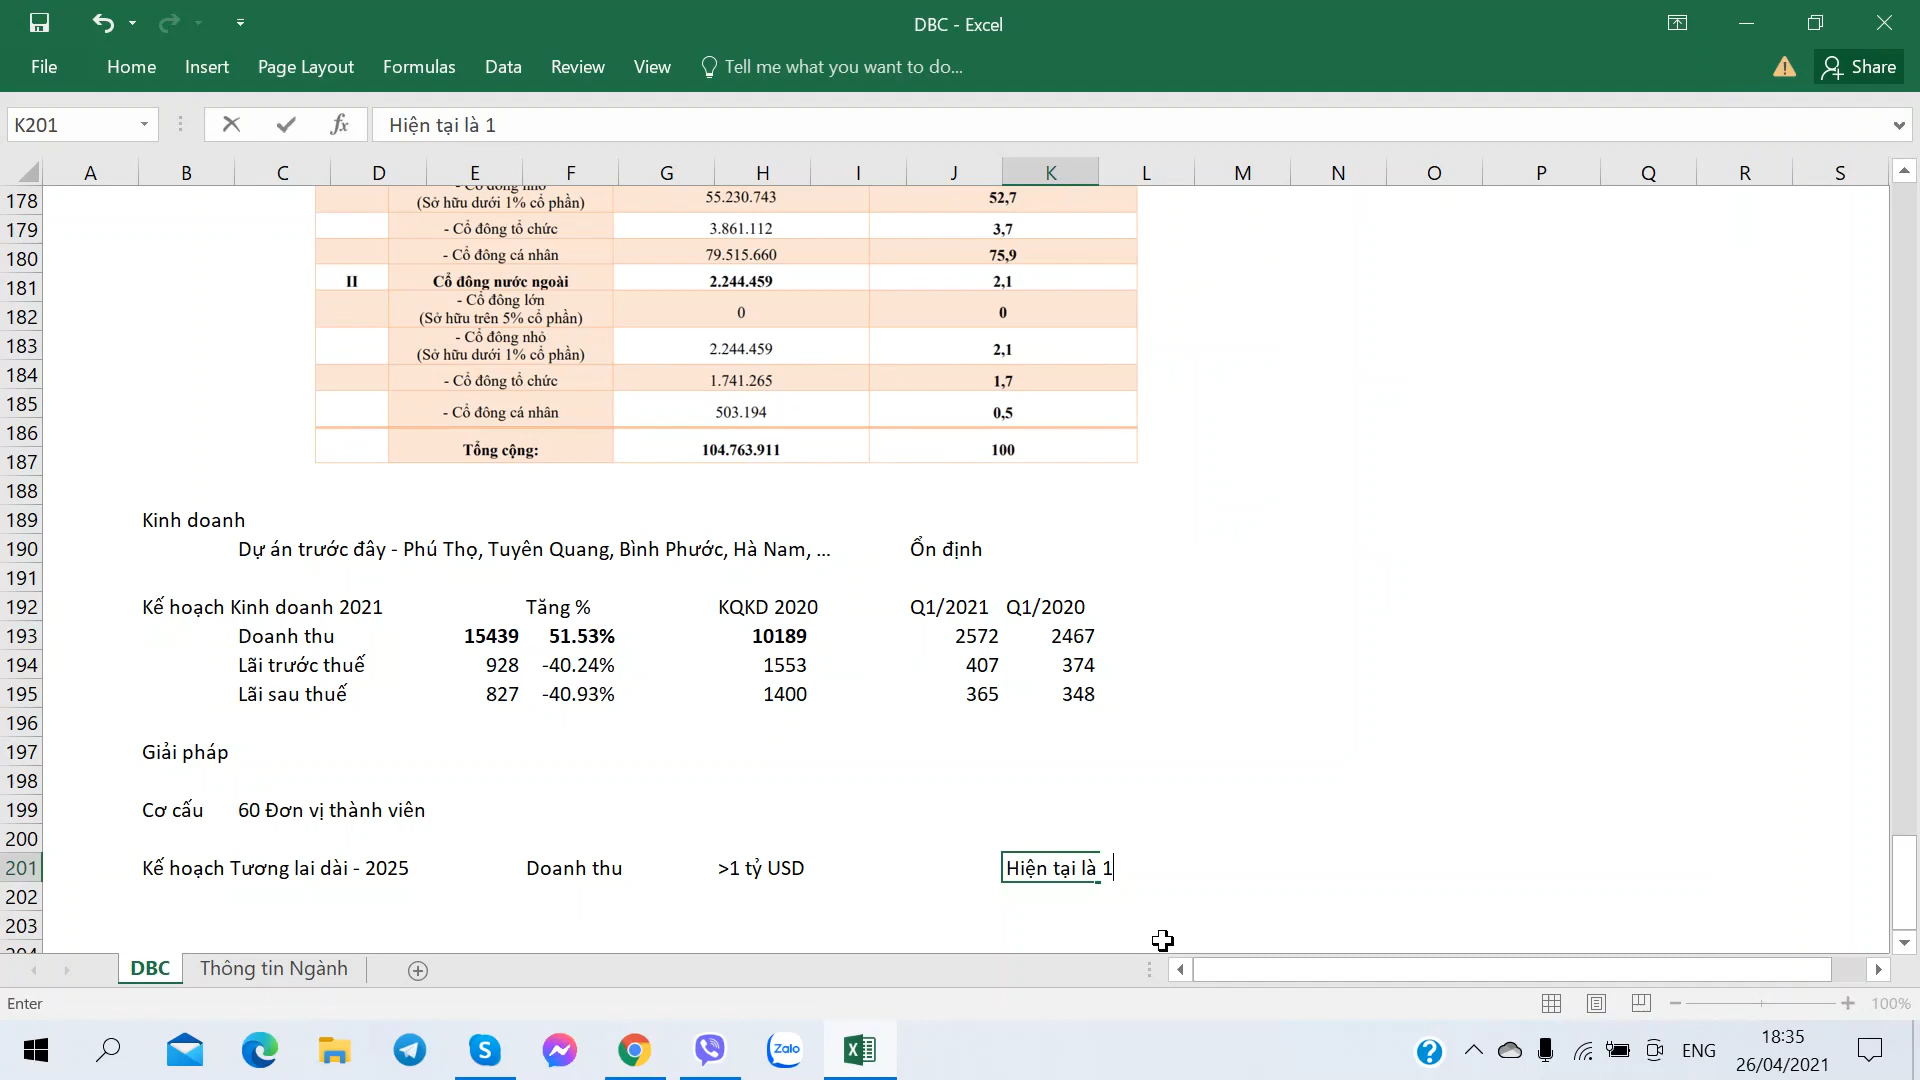 DBC - Excel
File Home Insert Page Layout Formulas Data Review View Tell me what you want to do... Share
K201 fx Hiện tại là 1
A B C D E F G H I J K L M N O P Q R S
178 - Cổ đông nhỏ
(Sở hữu dưới 1% cổ phần) 55.230.743 52,7
179 - Cổ đông tổ chức 3.861.112 3,7
180 - Cổ đông cá nhân 79.515.660 75,9
181 II Cổ đông nước ngoài 2.244.459 2,1
182 - Cổ đông lớn
(Sở hữu trên 5% cổ phần) 0 0
183 - Cổ đông nhỏ
(Sở hữu dưới 1% cổ phần) 2.244.459 2,1
184 - Cổ đông tổ chức 1.741.265 1,7
185 - Cổ đông cá nhân 503.194 0,5
186
187 Tổng cộng: 104.763.911 100
188
189 Kinh doanh
190 Dự án trước đây - Phú Thọ, Tuyên Quang, Bình Phước, Hà Nam, ... Ổn định
191
192 Kế hoạch Kinh doanh 2021 Tăng % KQKD 2020 Q1/2021 Q1/2020
193 Doanh thu 15439 51.53% 10189 2572 2467
194 Lãi trước thuế 928 -40.24% 1553 407 374
195 Lãi sau thuế 827 -40.93% 1400 365 348
196
197 Giải pháp
198
199 Cơ cấu 60 Đơn vị thành viên
200
201 Kế hoạch Tương lai dài - 2025 Doanh thu >1 tỷ USD Hiện tại là 1
202
203
DBC Thông tin Ngành
Enter 100%
Zalo ENG 18:35
26/04/2021